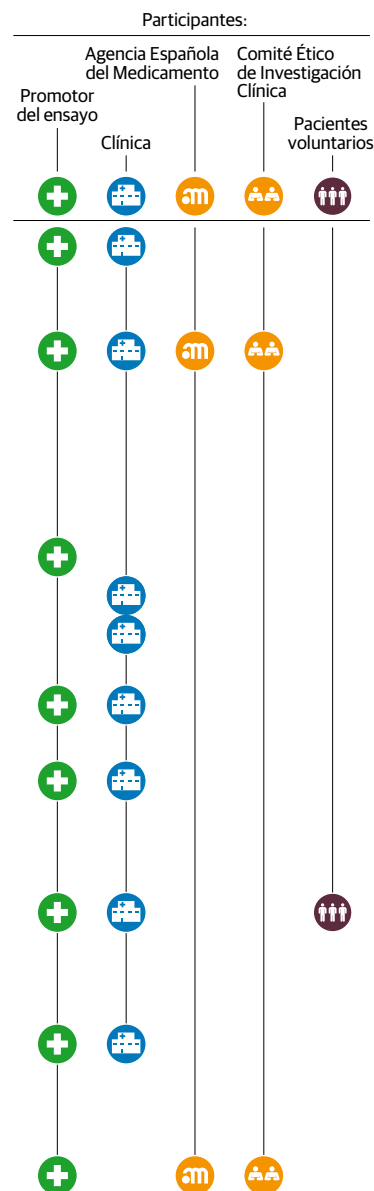 Participantes:
Agencia Española
del Medicamento
Comité Ético
de Investigación
Clínica
Promotor
del ensayo
Clínica
Pacientes
voluntarios